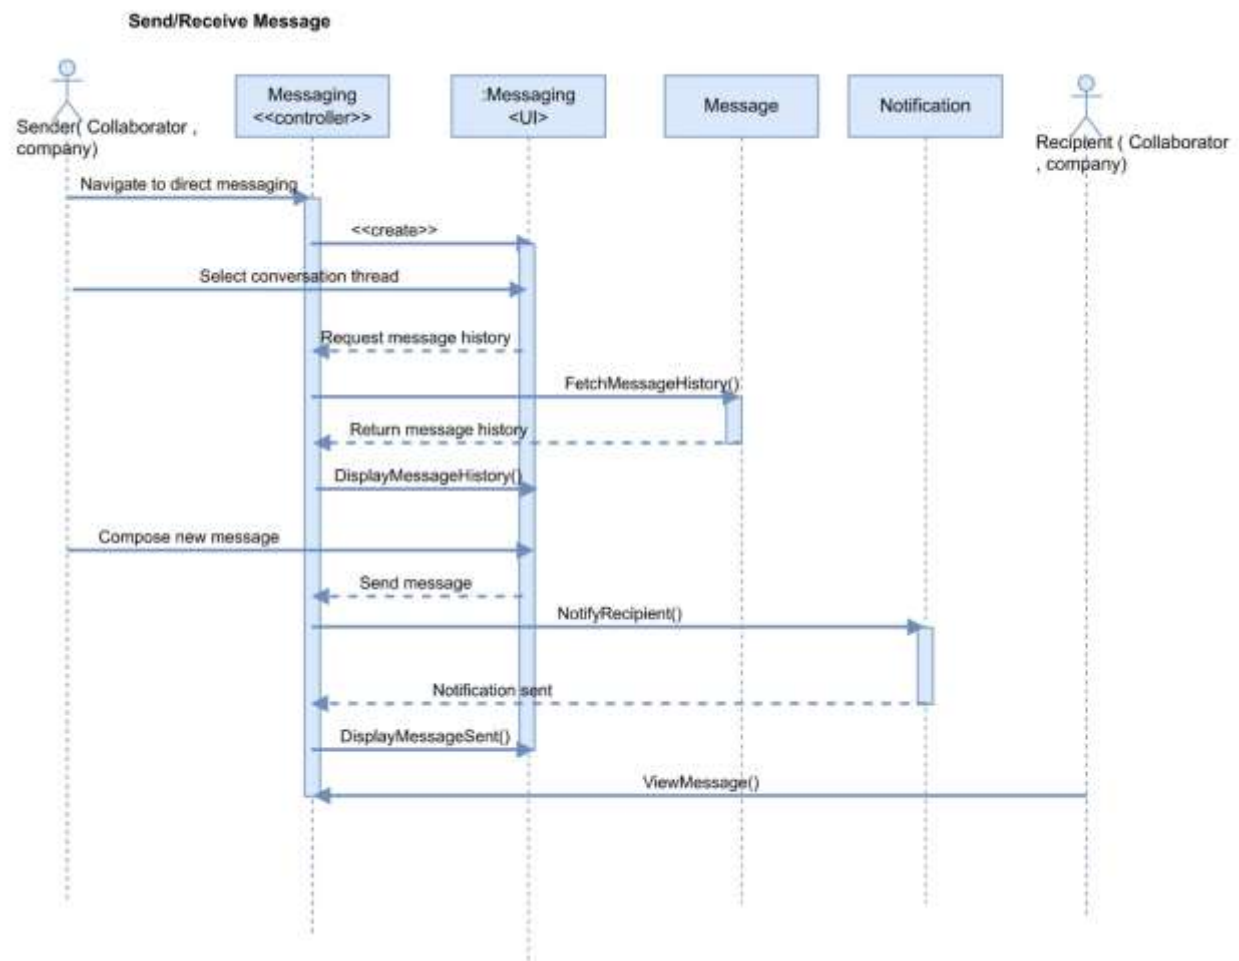 Send/Receive Message
Messaging
<<controller>>
:Messaging
<UI>
Message
Notification
Sender( Collaborator ,
company)
Recipient ( Collaborator
, company)
Navigate to direct messaging
<<create>>
Select conversation thread
Request message history
FetchMessageHistory()
Return message history
DisplayMessageHistory()
Compose new message
Send message
NotifyRecipient()
Notification sent
DisplayMessageSent()
ViewMessage()